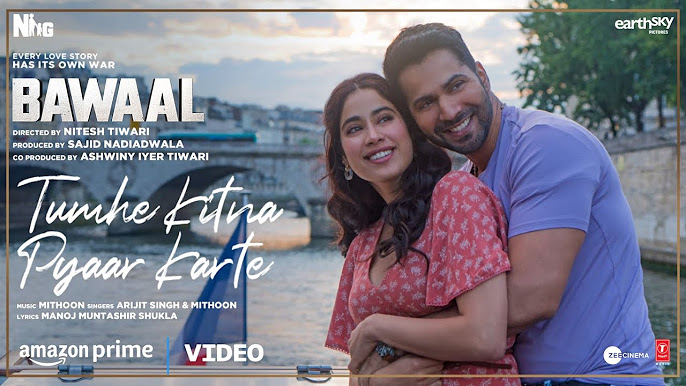 NG
earthsky
PICTURES
EVERY LOVE STORY
HAS ITS OWN WAR
BAWAAL
DIRECTED BY NITESH TIWARI
PRODUCED BY SAJID NADIADWALA
CO PRODUCED BY ASHWINY IYER TIWARI
Tumhe Kitna
Pyaar Karte
MUSIC MITHOON SINGERS ARIJIT SINGH & MITHOON
LYRICS MANOJ MUNTASHIR SHUKLA
amazon prime | VIDEO
ZEE CINEMA
T